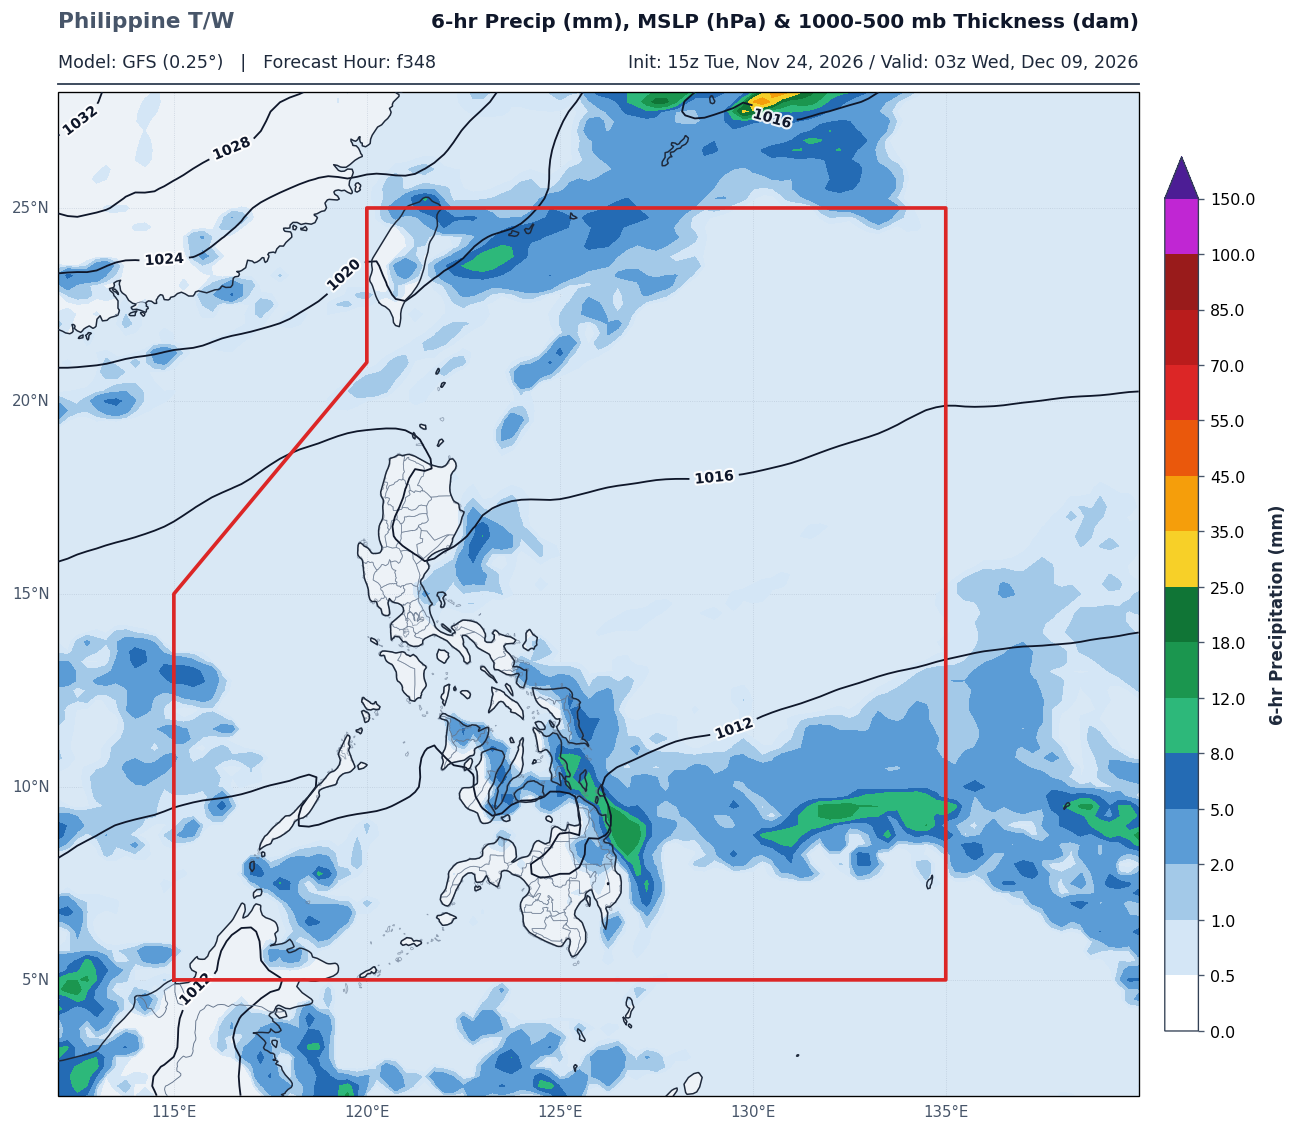 Philippine T/W
6-hr Precip (mm), MSLP (hPa) & 1000-500 mb Thickness (dam)
Model: GFS (0.25°) | Forecast Hour: f348
Init: 15z Tue, Nov 24, 2026 / Valid: 03z Wed, Dec 09, 2026
1032
1028
1024
1020
1016
1016
1012
1012
25°N
20°N
15°N
10°N
5°N
115°E
120°E
125°E
130°E
135°E
150.0
100.0
85.0
70.0
55.0
45.0
35.0
25.0
18.0
12.0
8.0
5.0
2.0
1.0
0.5
0.0
6-hr Precipitation (mm)